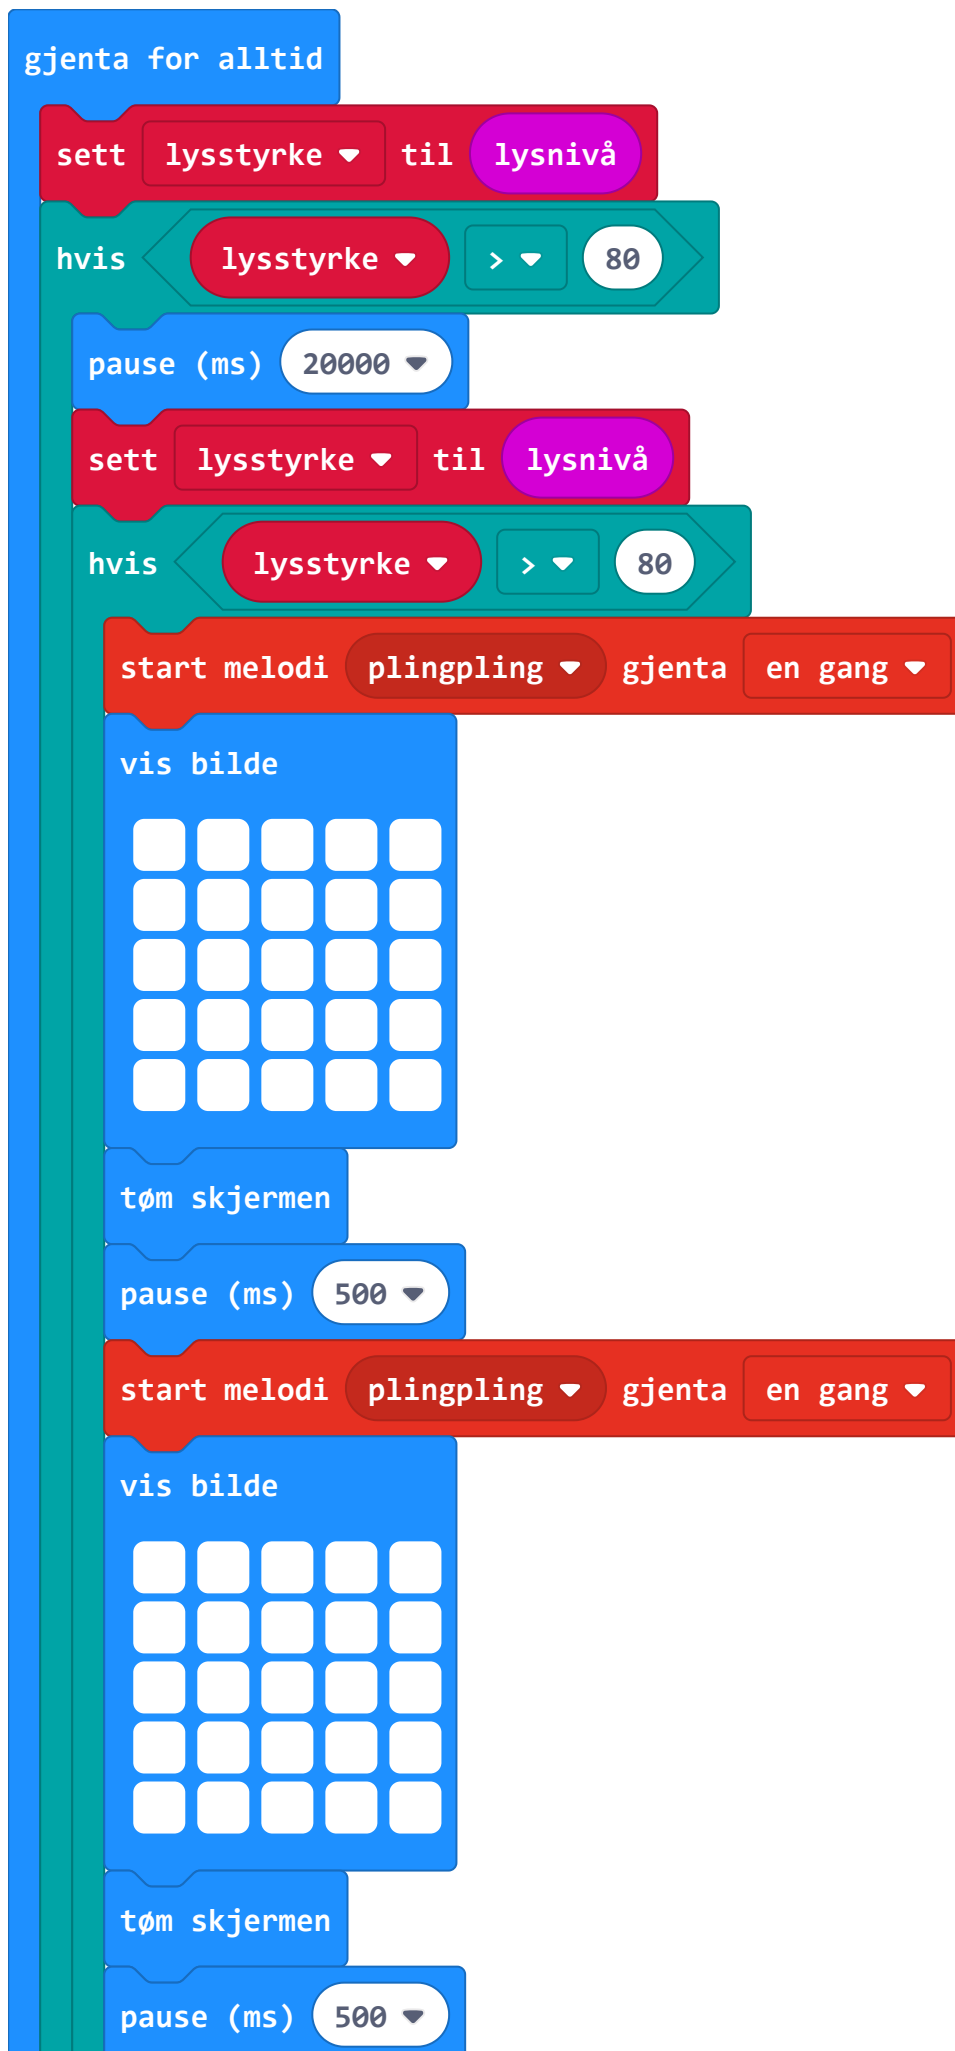 gjenta for alltid
sett lysstyrke til lysnivå
hvis lysstyrke > 80
pause (ms) 20000
sett lysstyrke til lysnivå
hvis lysstyrke > 80
start melodi plingpling gjenta en gang
vis bilde
tøm skjermen
pause (ms) 500
start melodi plingpling gjenta en gang
vis bilde
tøm skjermen
pause (ms) 500